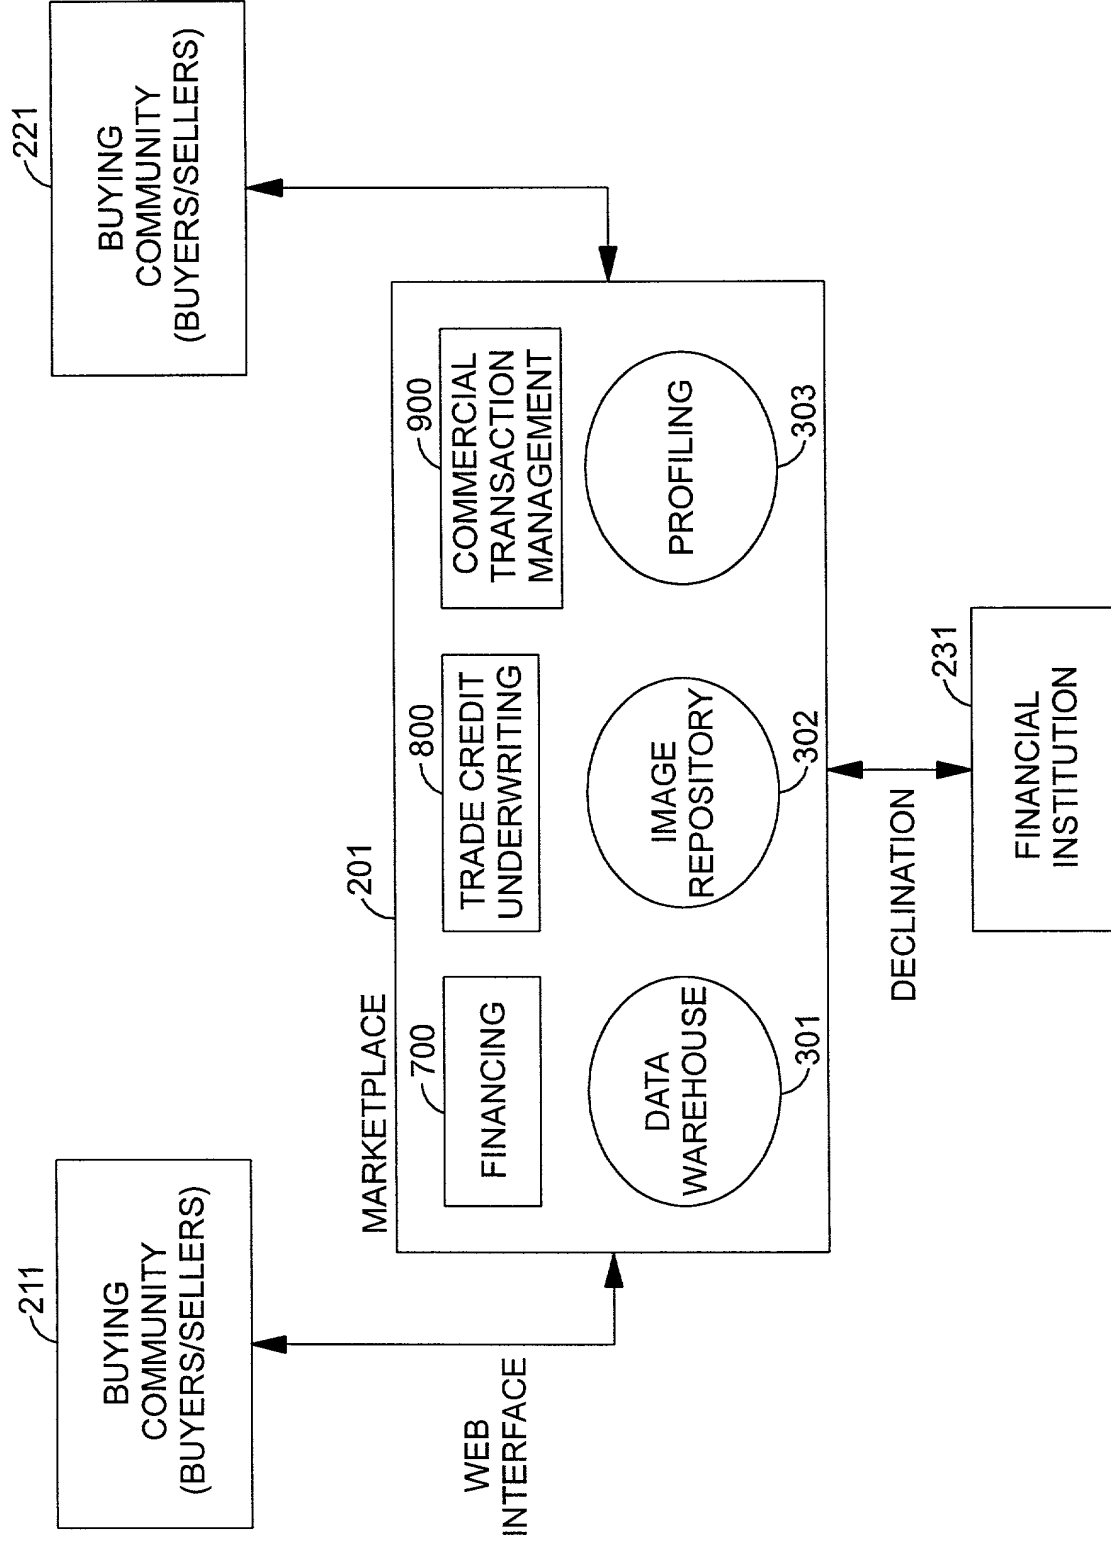 211
BUYING
COMMUNITY
(BUYERS/SELLERS)
221
BUYING
COMMUNITY
(BUYERS/SELLERS)
MARKETPLACE
201
700
FINANCING
800
TRADE CREDIT
UNDERWRITING
900
COMMERCIAL
TRANSACTION
MANAGEMENT
WEB
INTERFACE
DATA
WAREHOUSE
301
IMAGE
REPOSITORY
302
PROFILING
303
DECLINATION
231
FINANCIAL
INSTITUTION